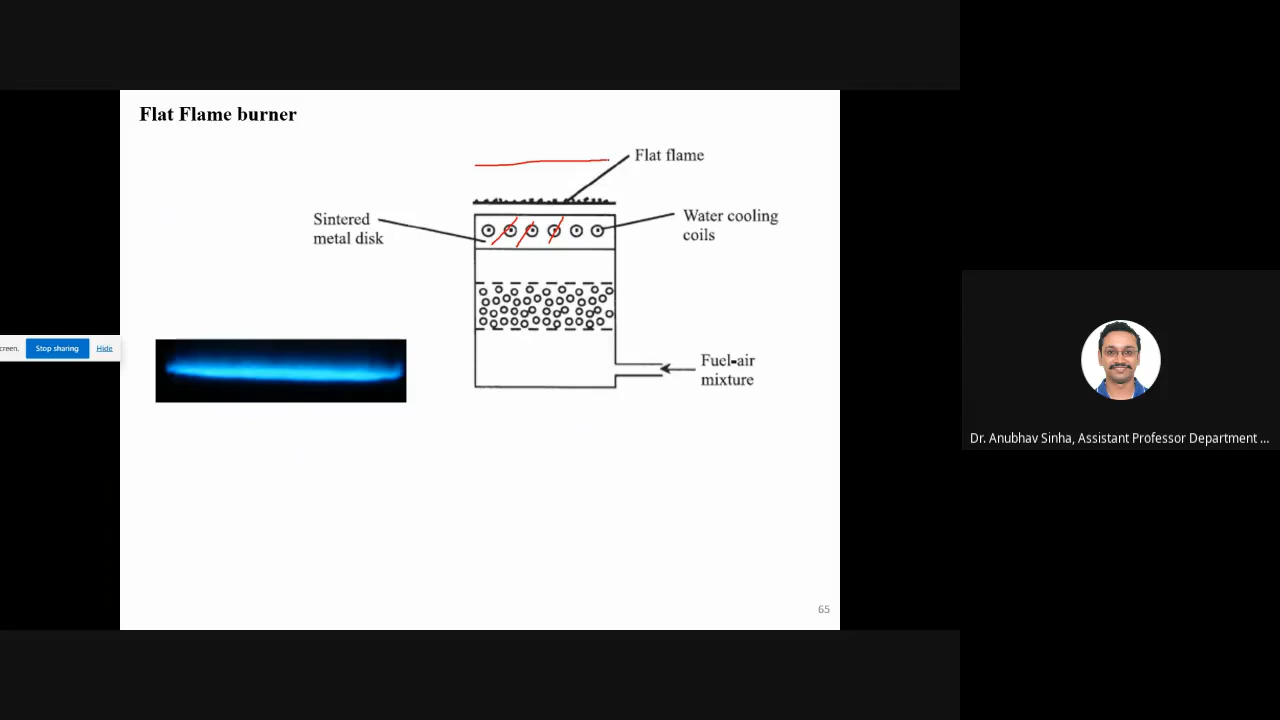 Flat Flame burner
Flat flame
Sintered
metal disk
Water cooling
coils
creen.
Stop sharing
Hide
Fuel-air
mixture
Dr. Anubhav Sinha, Assistant Professor Department ...
65